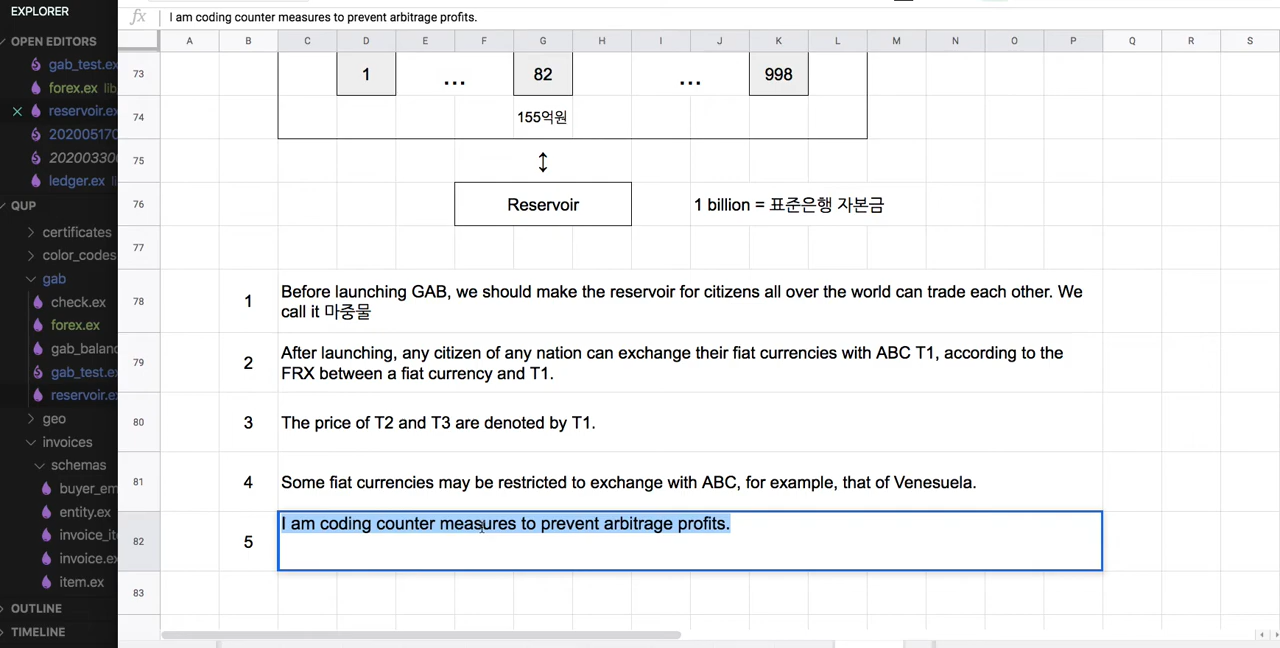 EXPLORER
OPEN EDITORS
gab_test.ex
forex.ex lib
reservoir.ex
202005170
20200330
ledger.ex li
QUP
certificates
color_codes
gab
check.ex
forex.ex
gab_balan
gab_test.ex
reservoir.ex
geo
invoices
schemas
buyer_em
entity.ex
invoice_it
invoice.ex
item.ex
OUTLINE
TIMELINE
fx I am coding counter measures to prevent arbitrage profits.
A B C D E F G H I J K L M N O P Q R S
73 1 ... 82 ... 998
74 155억원
75 ↕
76 Reservoir 1 billion = 표준은행 자본금
77
78 1 Before launching GAB, we should make the reservoir for citizens all over the world can trade each other. We
call it 마중물
79 2 After launching, any citizen of any nation can exchange their fiat currencies with ABC T1, according to the
FRX between a fiat currency and T1.
80 3 The price of T2 and T3 are denoted by T1.
81 4 Some fiat currencies may be restricted to exchange with ABC, for example, that of Venesuela.
82 5 I am coding counter measures to prevent arbitrage profits.
83